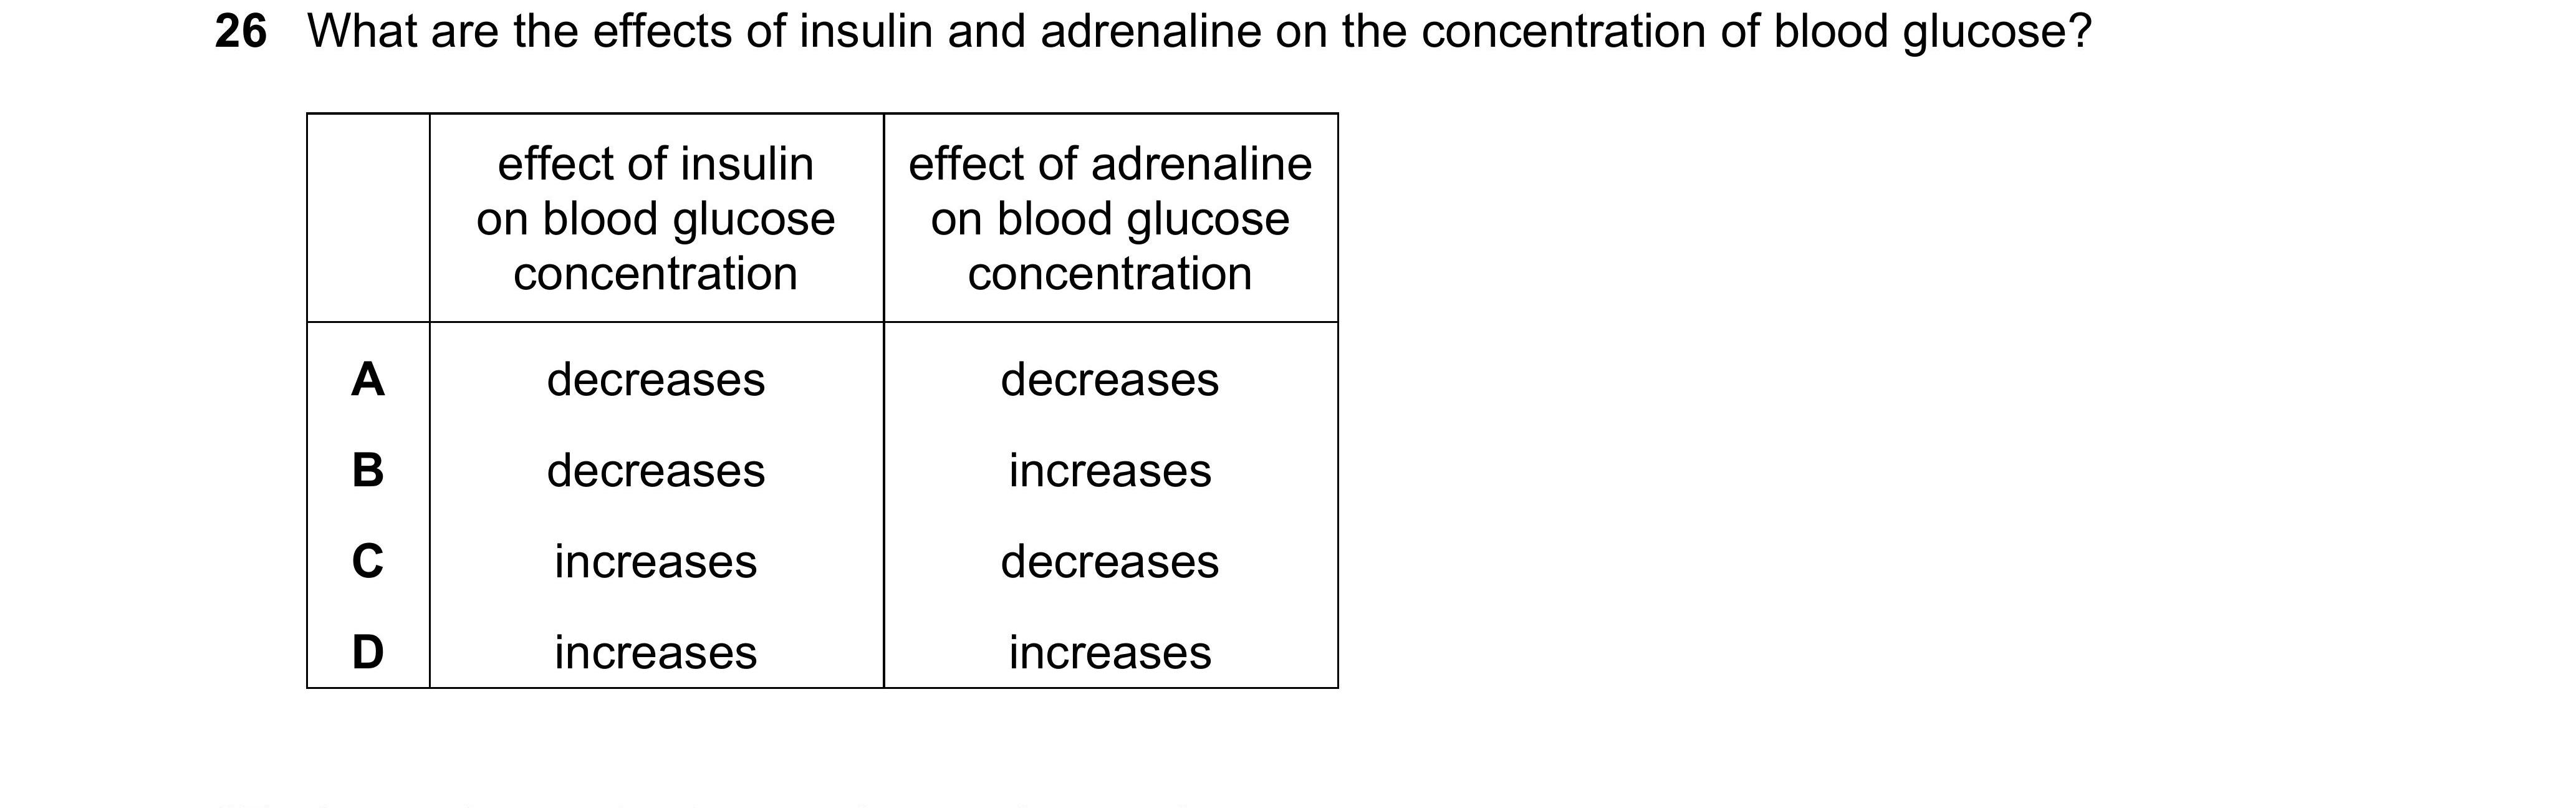 26 What are the effects of insulin and adrenaline on the concentration of blood glucose?
effect of insulin on blood glucose concentration
effect of adrenaline on blood glucose concentration
A decreases decreases
B decreases increases
C increases decreases
D increases increases